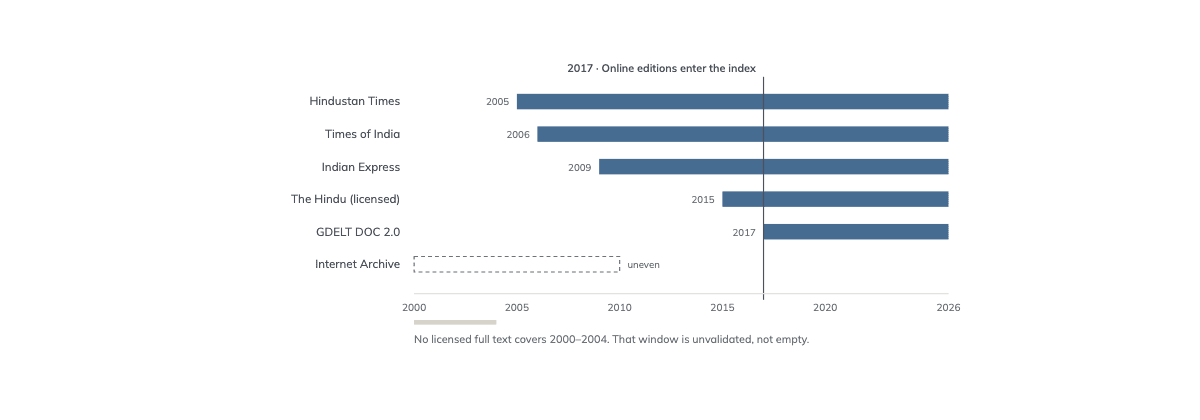 2017 · Online editions enter the index
Hindustan Times 2005
Times of India 2006
Indian Express 2009
The Hindu (licensed) 2015
GDELT DOC 2.0 2017
Internet Archive uneven
2000 2005 2010 2015 2020 2026
No licensed full text covers 2000–2004. That window is unvalidated, not empty.